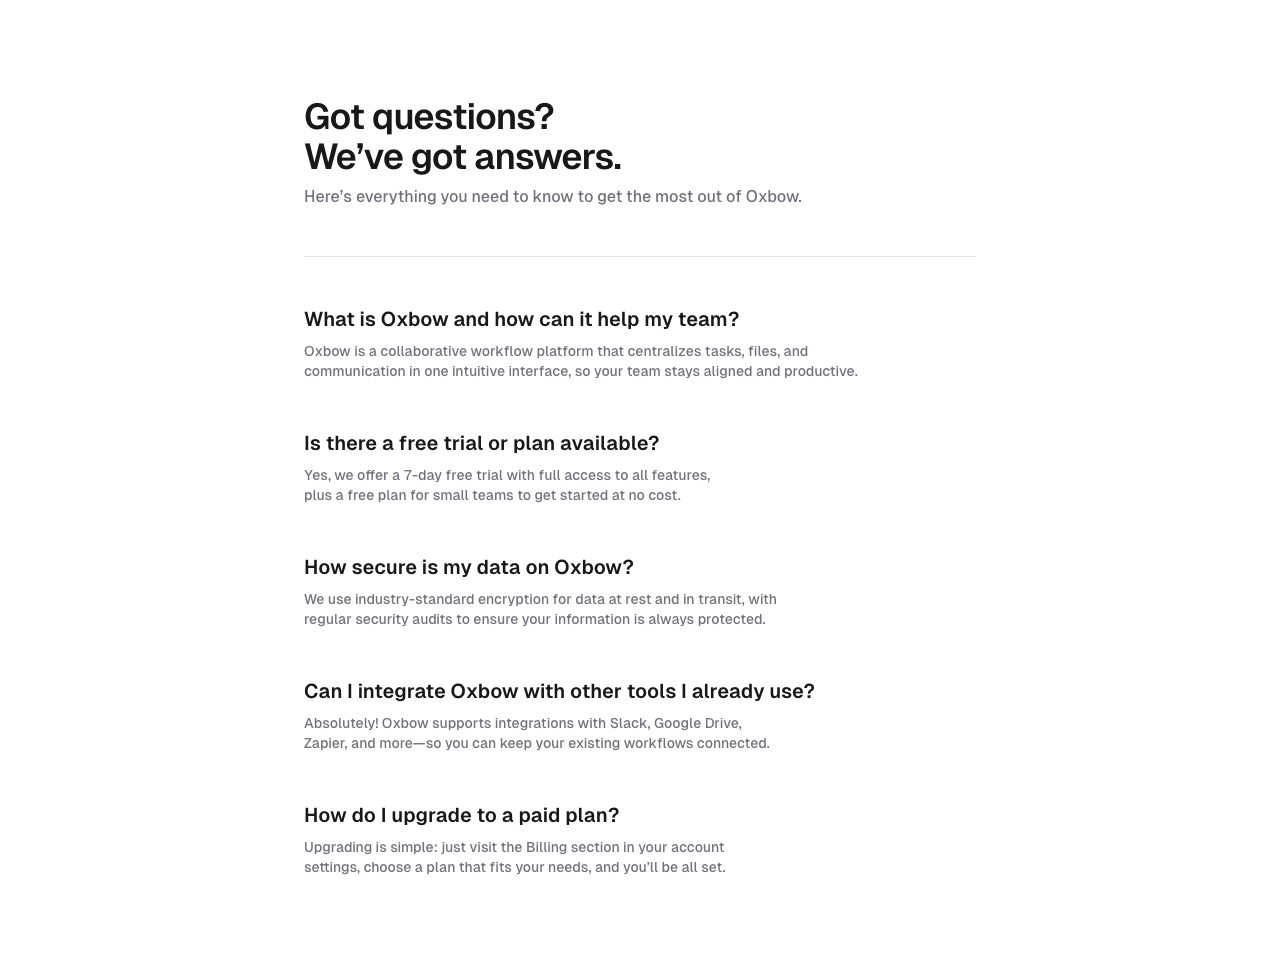 Got questions?
We’ve got answers.
Here’s everything you need to know to get the most out of Oxbow.
What is Oxbow and how can it help my team?
Oxbow is a collaborative workflow platform that centralizes tasks, files, and
communication in one intuitive interface, so your team stays aligned and productive.
Is there a free trial or plan available?
Yes, we offer a 7-day free trial with full access to all features,
plus a free plan for small teams to get started at no cost.
How secure is my data on Oxbow?
We use industry-standard encryption for data at rest and in transit, with
regular security audits to ensure your information is always protected.
Can I integrate Oxbow with other tools I already use?
Absolutely! Oxbow supports integrations with Slack, Google Drive,
Zapier, and more—so you can keep your existing workflows connected.
How do I upgrade to a paid plan?
Upgrading is simple: just visit the Billing section in your account
settings, choose a plan that fits your needs, and you’ll be all set.